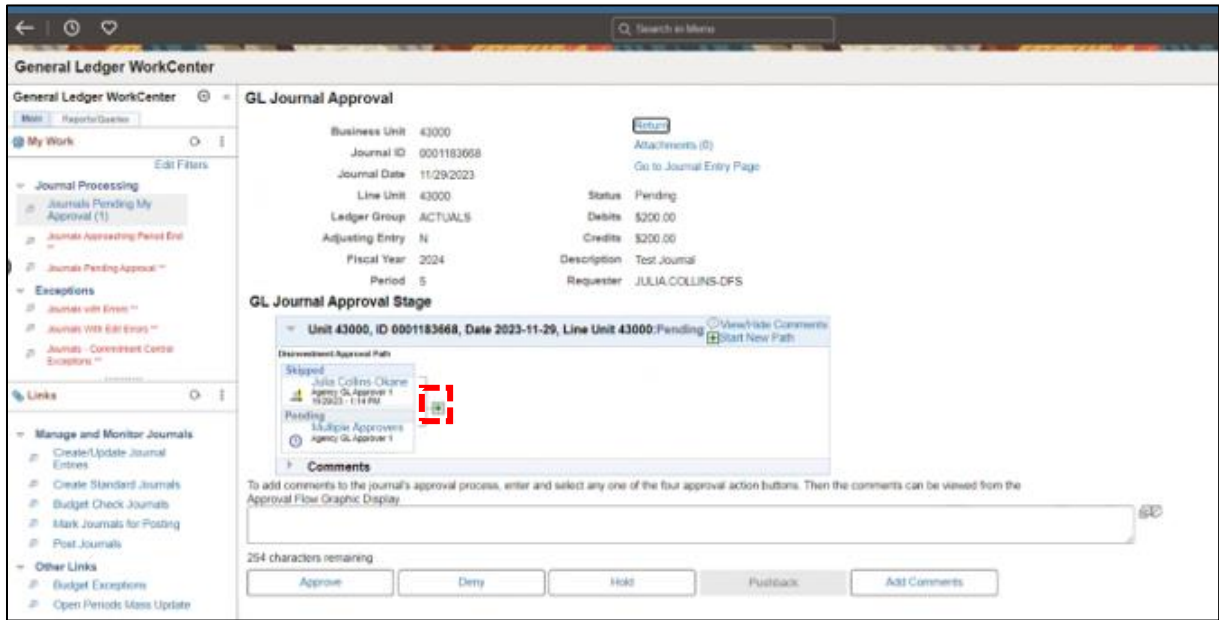 Search in Menu
General Ledger WorkCenter
General Ledger WorkCenter
Main Reports/Queries
My Work
Edit Filters
Journal Processing
Journals Pending My
Approval (1)
Journals Approaching Period End
**
Journals Pending Approval **
Exceptions
Journals with Errors **
Journals With Edit Errors **
Journals - Commitment Control
Exceptions **
Links
Manage and Monitor Journals
Create/Update Journal
Entries
Create Standard Journals
Budget Check Journals
Mark Journals for Posting
Post Journals
Other Links
Budget Exceptions
Open Periods Mass Update
GL Journal Approval
Business Unit 43000
Return
Journal ID 0001183668
Attachments (0)
Journal Date 11/29/2023
Go to Journal Entry Page
Line Unit 43000 Status Pending
Ledger Group ACTUALS Debits $200.00
Adjusting Entry N Credits $200.00
Fiscal Year 2024 Description Test Journal
Period 5 Requester JULIA.COLLINS-DFS
GL Journal Approval Stage
Unit 43000, ID 0001183668, Date 2023-11-29, Line Unit 43000:Pending
View/Hide Comments
Start New Path
Approval Path
Skipped
Julia Collins Okane
Agency GL Approver 1
1:14 PM
Pending
Multiple Approvers
Agency GL Approver 1
Comments
To add comments to the journal's approval process, enter and select any one of the four approval action buttons. Then the comments can be viewed from the
Approval Flow Graphic Display
254 characters remaining
Approve Deny Hold Pushback Add Comments